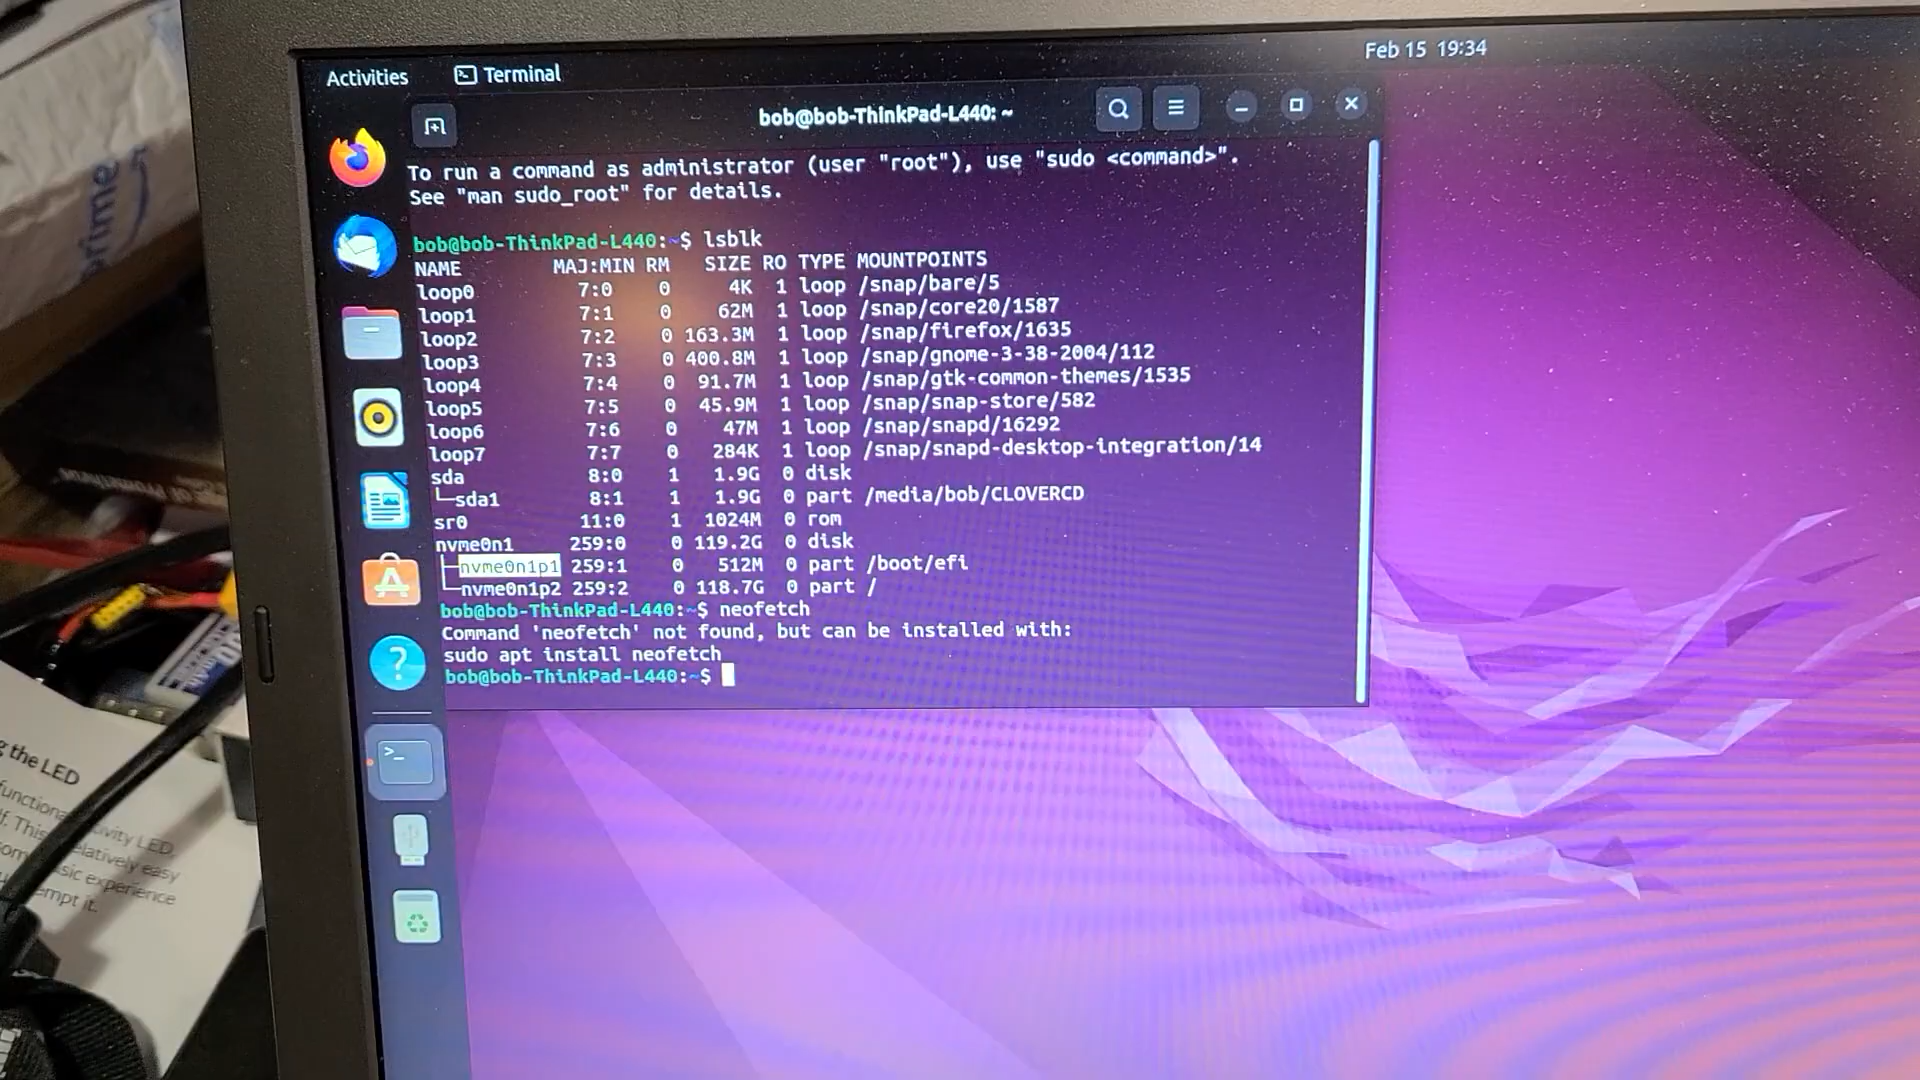 Feb 15 19:34
Activities Terminal
bob@bob-ThinkPad-L440: ~
To run a command as administrator (user "root"), use "sudo <command>".
See "man sudo_root" for details.
bob@bob-ThinkPad-L440:~$ lsblk
NAME MAJ:MIN RM SIZE RO TYPE MOUNTPOINTS
loop0 7:0 0 4K 1 loop /snap/bare/5
loop1 7:1 0 62M 1 loop /snap/core20/1587
loop2 7:2 0 163.3M 1 loop /snap/firefox/1635
loop3 7:3 0 400.8M 1 loop /snap/gnome-3-38-2004/112
loop4 7:4 0 91.7M 1 loop /snap/gtk-common-themes/1535
loop5 7:5 0 45.9M 1 loop /snap/snap-store/582
loop6 7:6 0 47M 1 loop /snap/snapd/16292
loop7 7:7 0 284K 1 loop /snap/snapd-desktop-integration/14
sda 8:0 1 1.9G 0 disk
└─sda1 8:1 1 1.9G 0 part /media/bob/CLOVERCD
sr0 11:0 1 1024M 0 rom
nvme0n1 259:0 0 119.2G 0 disk
├─nvme0n1p1 259:1 0 512M 0 part /boot/efi
└─nvme0n1p2 259:2 0 118.7G 0 part /
bob@bob-ThinkPad-L440:~$ neofetch
Command 'neofetch' not found, but can be installed with:
sudo apt install neofetch
bob@bob-ThinkPad-L440:~$
prime
the LED
LED,
relatively easy
experience
it.